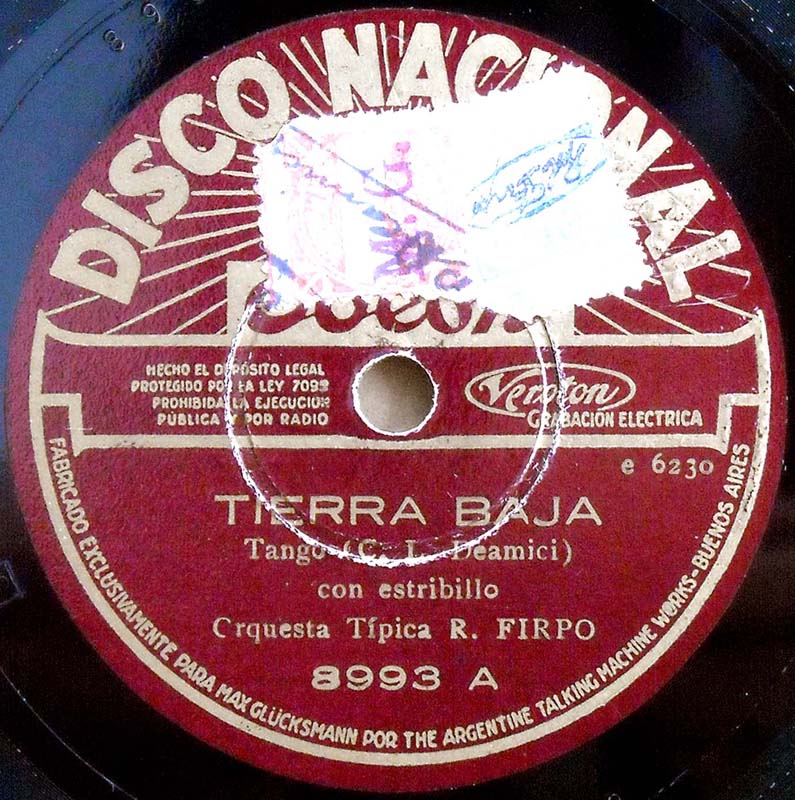 DISCO NACIONAL
Odeon
HECHO EL DEPÓSITO LEGAL
PROTEGIDO POR LA LEY 7092
PROHIBIDA LA EJECUCION
PÚBLICA Y POR RADIO
Veroton
GRABACIÓN ELECTRICA
e 6230
TIERRA BAJA
Tango (C. L. Deamici)
con estribillo
Orquesta Típica R. FIRPO
8993 A
FABRICADO EXCLUSIVAMENTE PARA MAX GLÜCKSMANN POR THE ARGENTINE TALKING MACHINE WORKS-BUENOS AIRES